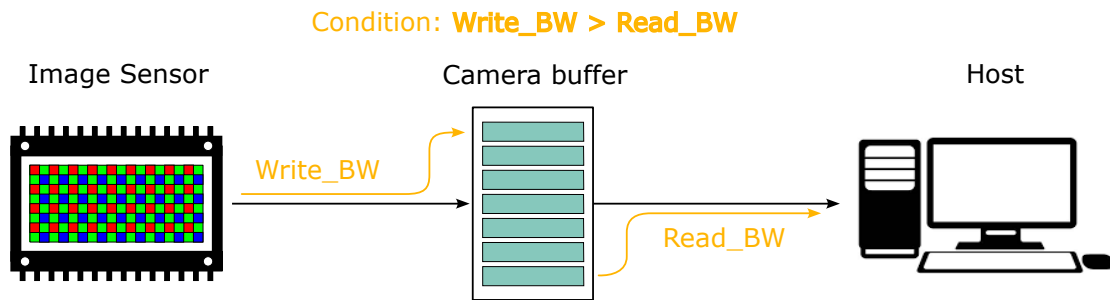 Condition: Write_BW > Read_BW
Image Sensor
Camera buffer
Host
Write_BW
Read_BW